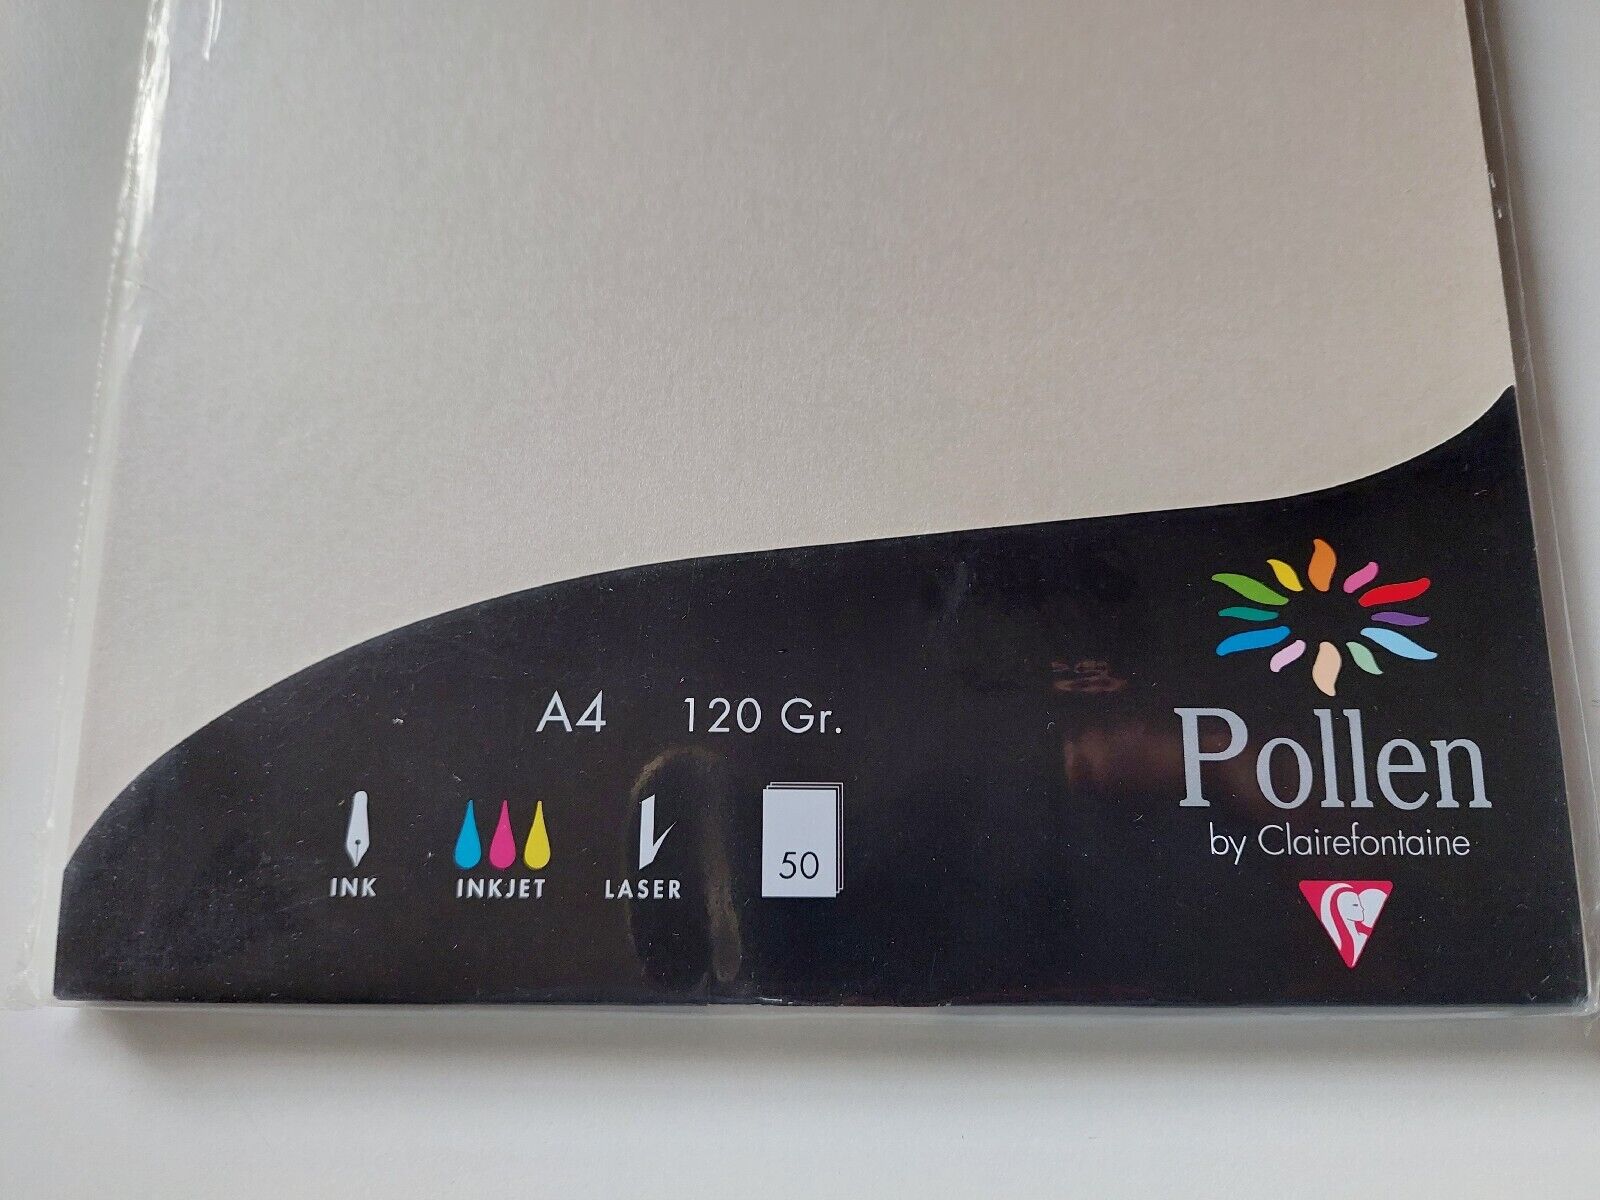 A4 120 Gr.
INK INKJET LASER 50
Pollen
by Clairefontaine